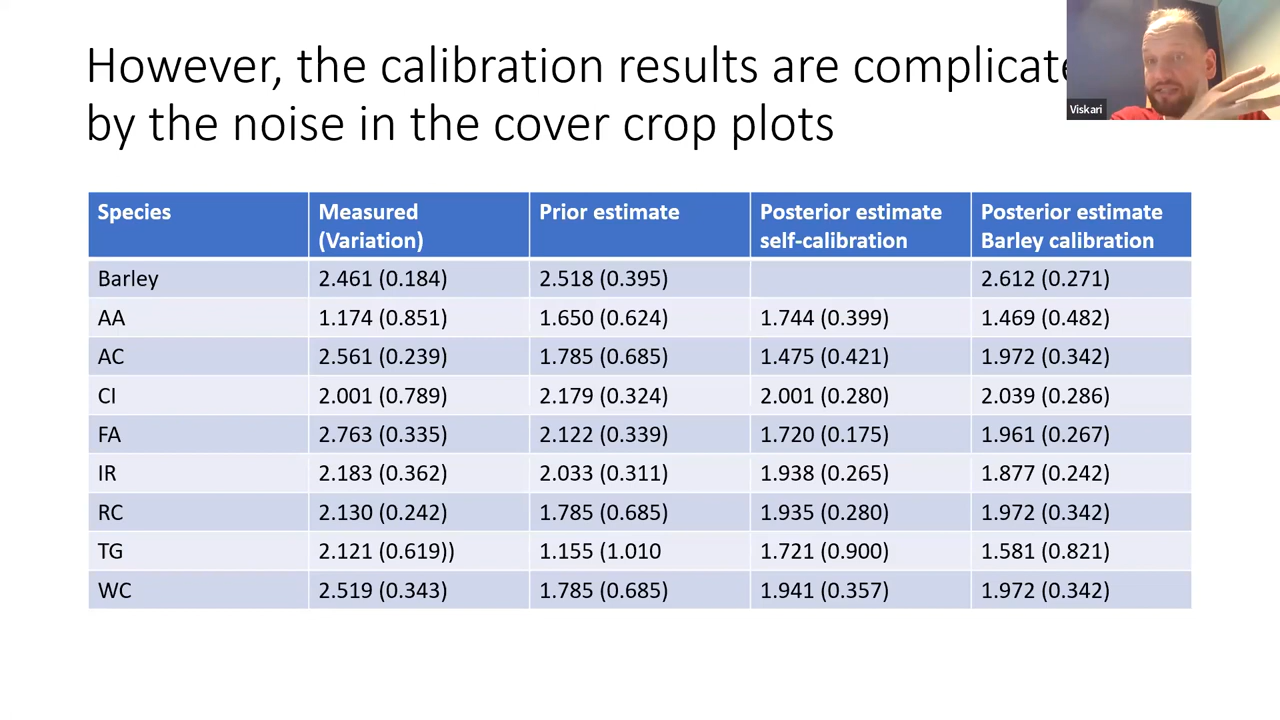 However, the calibration results are
by the noise in the cover crop plots
Viskari
Species Measured (Variation) Prior estimate Posterior estimate self-calibration Posterior estimate Barley calibration
Barley 2.461 (0.184) 2.518 (0.395) 2.612 (0.271)
AA 1.174 (0.851) 1.650 (0.624) 1.744 (0.399) 1.469 (0.482)
AC 2.561 (0.239) 1.785 (0.685) 1.475 (0.421) 1.972 (0.342)
CI 2.001 (0.789) 2.179 (0.324) 2.001 (0.280) 2.039 (0.286)
FA 2.763 (0.335) 2.122 (0.339) 1.720 (0.175) 1.961 (0.267)
IR 2.183 (0.362) 2.033 (0.311) 1.938 (0.265) 1.877 (0.242)
RC 2.130 (0.242) 1.785 (0.685) 1.935 (0.280) 1.972 (0.342)
TG 2.121 (0.619)) 1.155 (1.010 1.721 (0.900) 1.581 (0.821)
WC 2.519 (0.343) 1.785 (0.685) 1.941 (0.357) 1.972 (0.342)